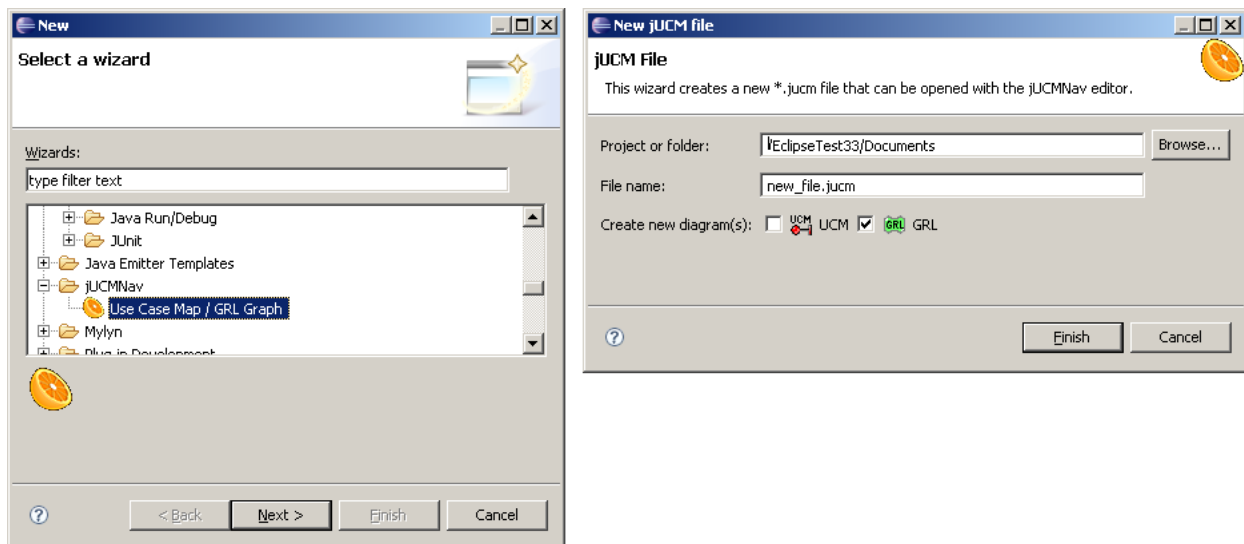 New
Select a wizard
Wizards:
type filter text
Java Run/Debug
JUnit
Java Emitter Templates
jUCMNav
Use Case Map / GRL Graph
Mylyn
Plug-in Development
< Back Next > Finish Cancel
New jUCM file
jUCM File
This wizard creates a new *.jucm file that can be opened with the jUCMNav editor.
Project or folder: /EclipseTest33/Documents Browse...
File name: new_file.jucm
Create new diagram(s): UCM UCM GRL GRL
Finish Cancel